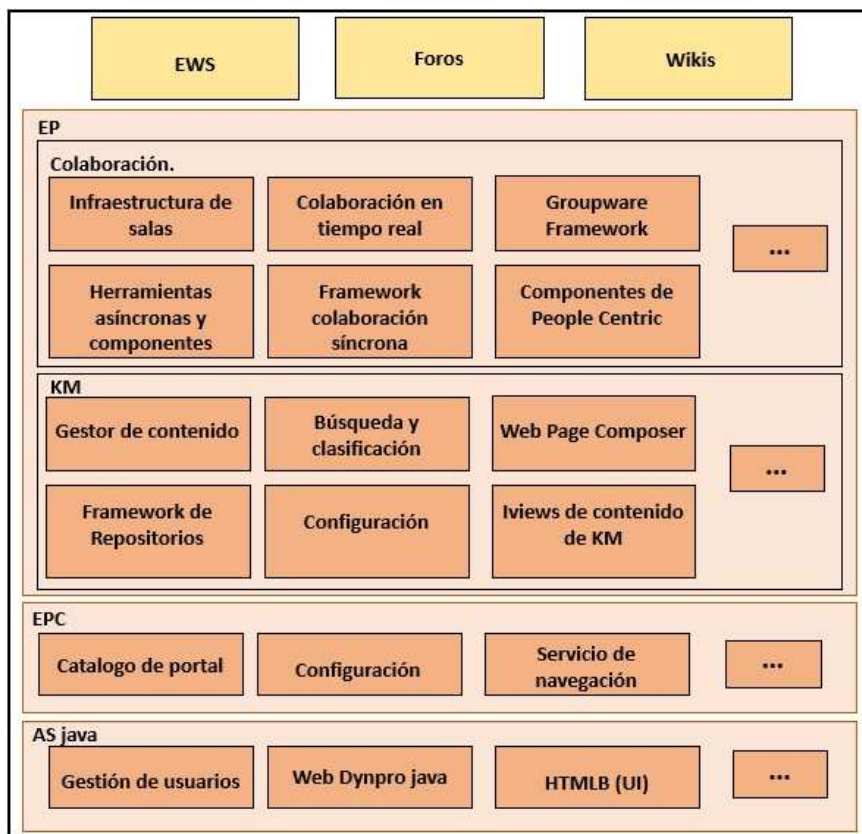 EWS
Foros
Wikis
EP
Colaboración.
Infraestructura de
salas
Colaboración en
tiempo real
Groupware
Framework
...
Herramientas
asíncronas y
componentes
Framework
colaboración
síncrona
Componentes de
People Centric
KM
Gestor de contenido
Búsqueda y
clasificación
Web Page Composer
...
Framework de
Repositorios
Configuración
Iviews de contenido
de KM
EPC
Catalogo de portal
Configuración
Servicio de
navegación
...
AS java
Gestión de usuarios
Web Dynpro java
HTMLB (UI)
...